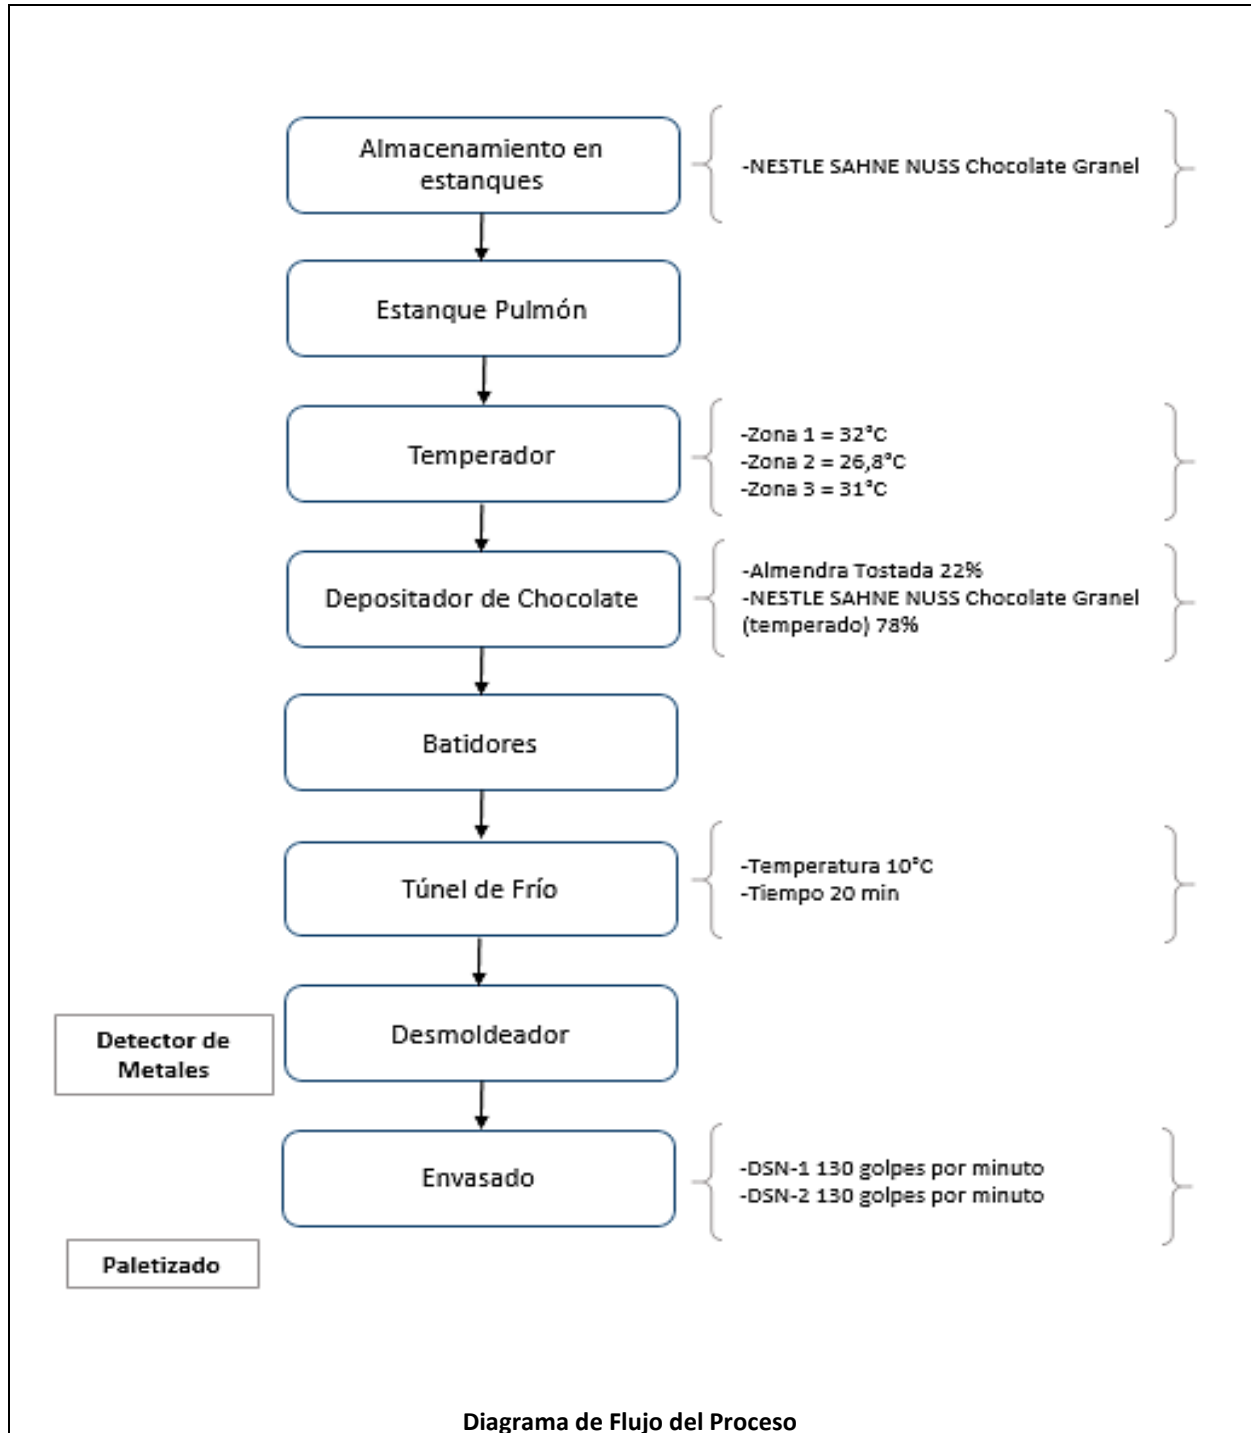 Almacenamiento en
estanques
-NESTLE SAHNE NUSS Chocolate Granel
Estanque Pulmón
Temperador
-Zona 1 = 32°C
-Zona 2 = 26,8°C
-Zona 3 = 31°C
Depositador de Chocolate
-Almendra Tostada 22%
-NESTLE SAHNE NUSS Chocolate Granel
(temperado) 78%
Batidores
Túnel de Frío
-Temperatura 10°C
-Tiempo 20 min
Desmoldeador
Detector de
Metales
Envasado
-DSN-1 130 golpes por minuto
-DSN-2 130 golpes por minuto
Paletizado
Diagrama de Flujo del Proceso